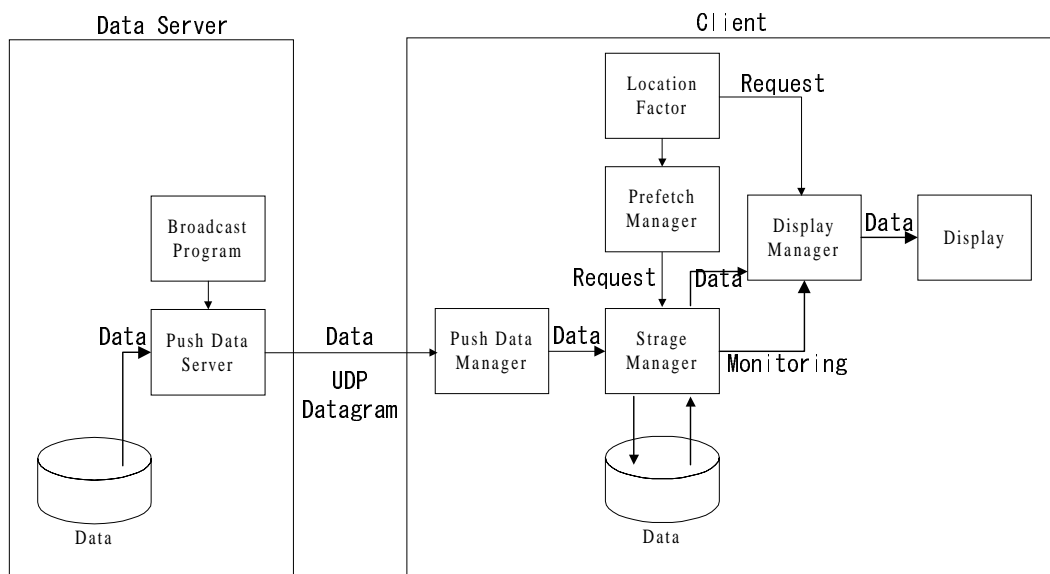 Data Server
Client
Location
Factor
Request
Prefetch
Manager
Broadcast
Program
Display
Manager
Data
Display
Request
Data
Data
Push Data
Server
Data
UDP
Datagram
Push Data
Manager
Data
Strage
Manager
Monitoring
Data
Data